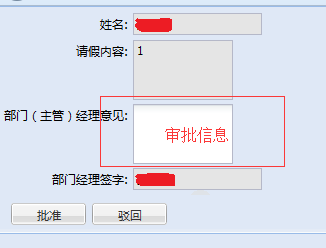 姓名:
请假内容: 1
部门（主管）经理意见:
审批信息
部门经理签字:
批准 驳回